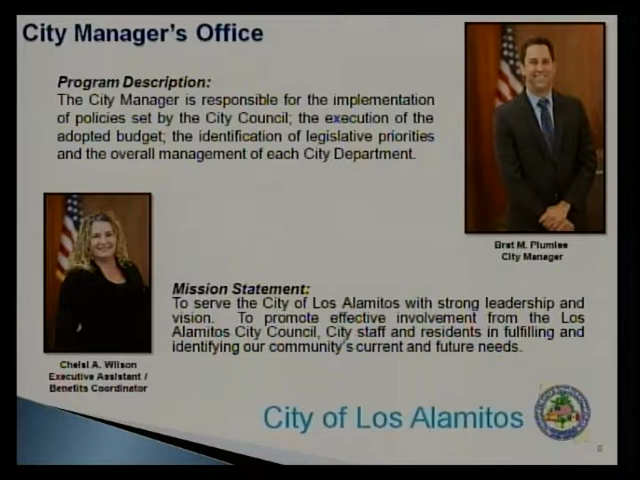 City Manager's Office
Program Description:
The City Manager is responsible for the implementation
of policies set by the City Council; the execution of the
adopted budget; the identification of legislative priorities
and the overall management of each City Department.
Bret M. Plumlee
City Manager
Mission Statement:
To serve the City of Los Alamitos with strong leadership and
vision. To promote effective involvement from the Los
Alamitos City Council, City staff and residents in fulfilling and
identifying our community's current and future needs.
Chelsi A. Wilson
Executive Assistant /
Benefits Coordinator
City of Los Alamitos